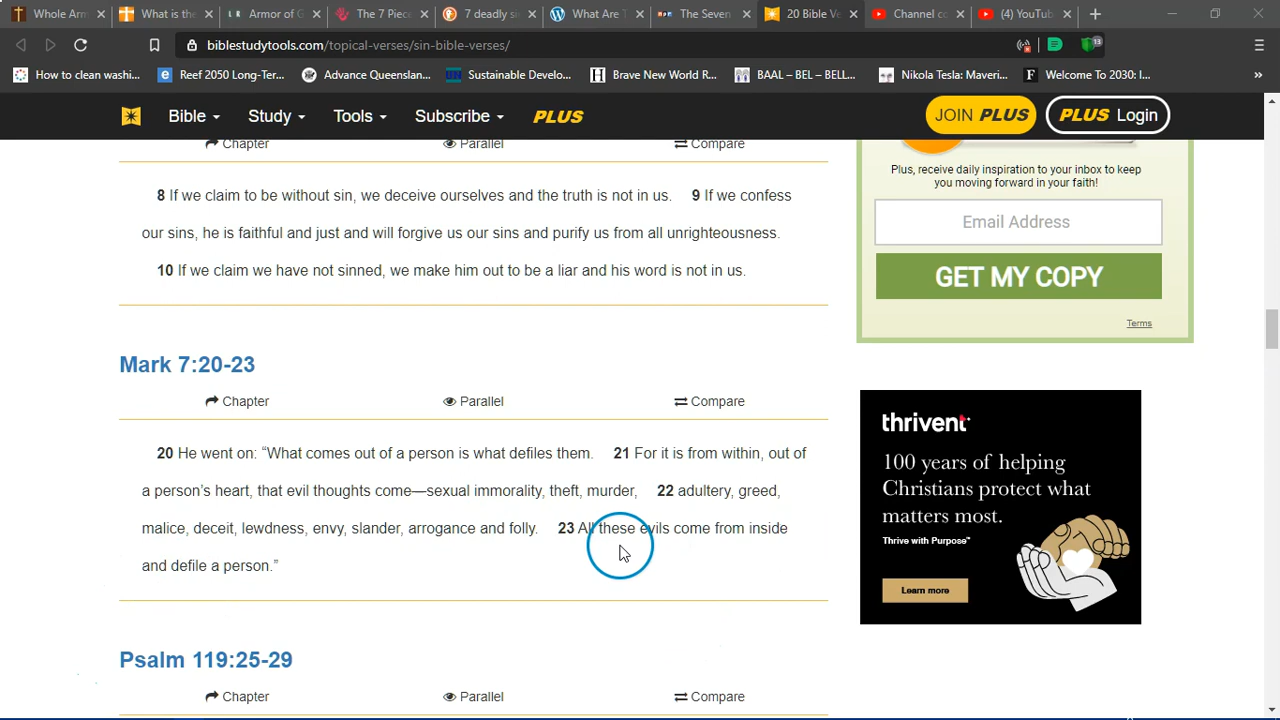 Whole Arm
What is the
Armor of G
The 7 Piece
7 deadly si
What Are T
The Seven
20 Bible Ve
Channel co
(4) YouTub
biblestudytools.com/topical-verses/sin-bible-verses/
13
How to clean washi...
Reef 2050 Long-Ter...
Advance Queenslan...
Sustainable Develo...
Brave New World R...
BAAL – BEL – BELL...
Nikola Tesla: Maveri...
Welcome To 2030: I...
»
Bible
Study
Tools
Subscribe
PLUS
JOIN PLUS
PLUS Login
Chapter
Parallel
Compare
8 If we claim to be without sin, we deceive ourselves and the truth is not in us. 9 If we confess
our sins, he is faithful and just and will forgive us our sins and purify us from all unrighteousness.
10 If we claim we have not sinned, we make him out to be a liar and his word is not in us.
Mark 7:20-23
Chapter
Parallel
Compare
20 He went on: “What comes out of a person is what defiles them. 21 For it is from within, out of
a person’s heart, that evil thoughts come—sexual immorality, theft, murder, 22 adultery, greed,
malice, deceit, lewdness, envy, slander, arrogance and folly. 23 All these evils come from inside
and defile a person.”
Psalm 119:25-29
Chapter
Parallel
Compare
Plus, receive daily inspiration to your inbox to keep
you moving forward in your faith!
Email Address
GET MY COPY
Terms
thrivent
100 years of helping
Christians protect what
matters most.
Thrive with Purpose™
Learn more